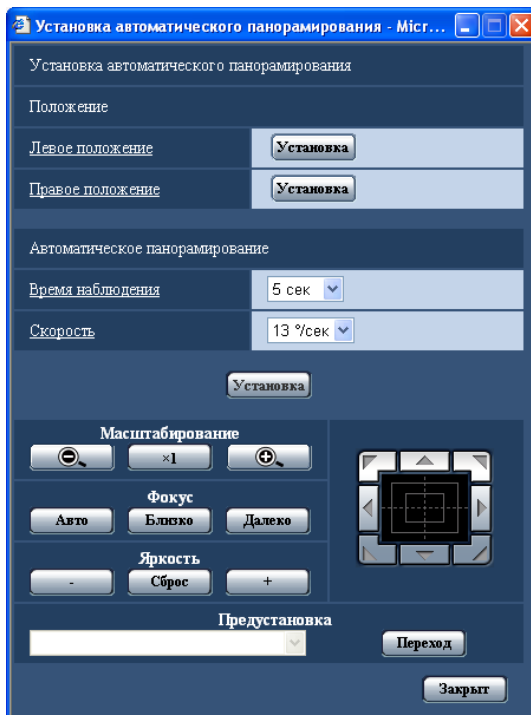 Установка автоматического панорамирования - Micr...
Установка автоматического панорамирования
Положение
Левое положение Установка
Правое положение Установка
Автоматическое панорамирование
Время наблюдения 5 сек
Скорость 13 °/сек
Установка
Масштабирование
×1
Фокус
Авто Близко Далеко
Яркость
- Сброс +
Предустановка
Переход
Закрыт